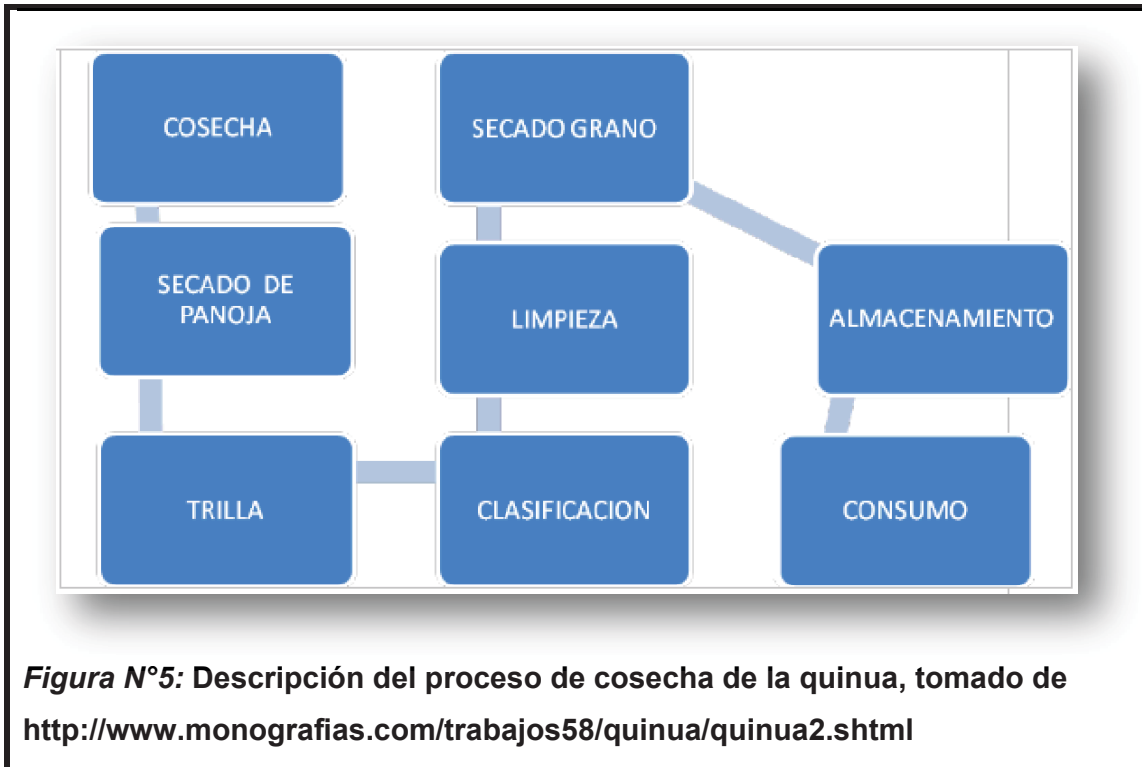 COSECHA
SECADO DE
PANOJA
TRILLA
CLASIFICACION
LIMPIEZA
SECADO GRANO
ALMACENAMIENTO
CONSUMO
Figura N°5: Descripción del proceso de cosecha de la quinua, tomado de
http://www.monografias.com/trabajos58/quinua/quinua2.shtml